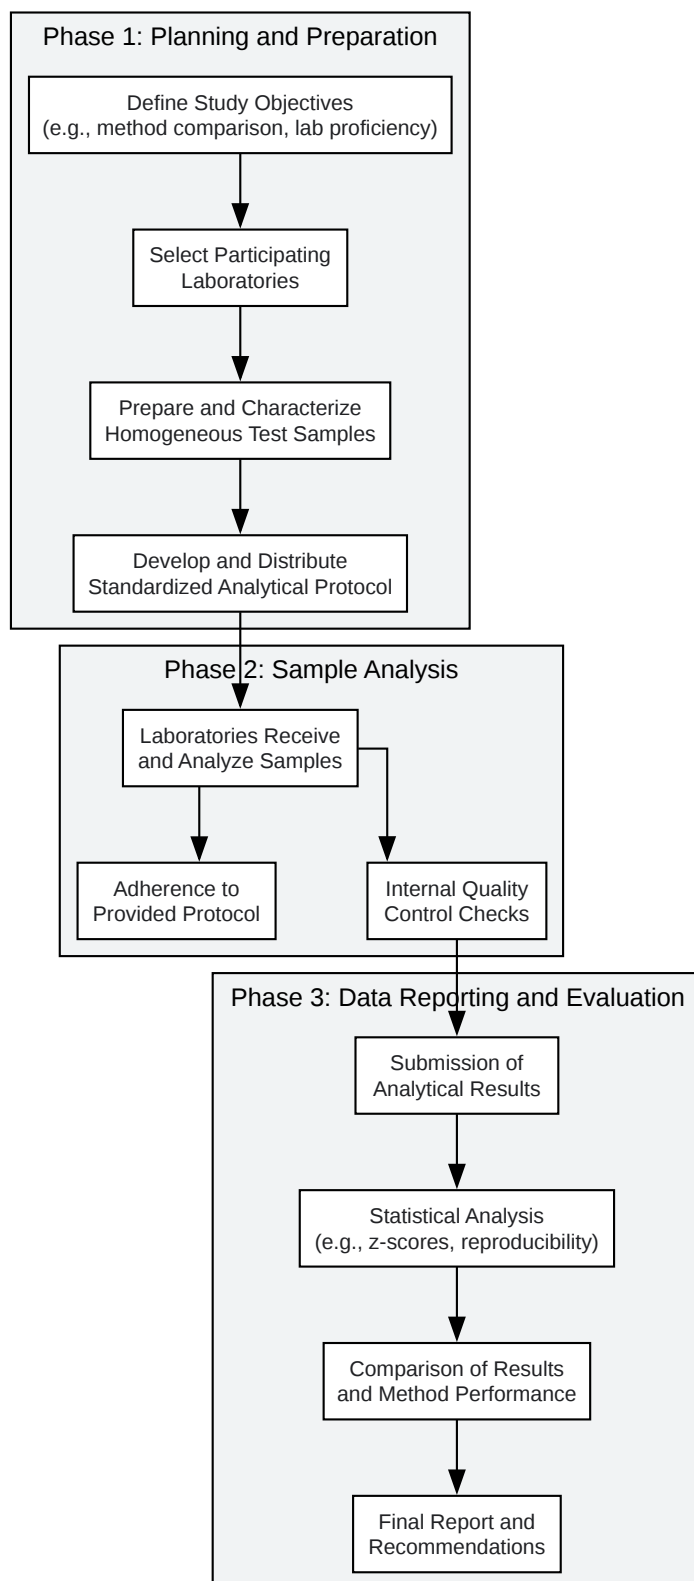 Phase 1: Planning and Preparation
Define Study Objectives
(e.g., method comparison, lab proficiency)
Select Participating
Laboratories
Prepare and Characterize
Homogeneous Test Samples
Develop and Distribute
Standardized Analytical Protocol
Phase 2: Sample Analysis
Laboratories Receive
and Analyze Samples
Adherence to
Provided Protocol
Internal Quality
Control Checks
Phase 3: Data Reporting and Evaluation
Submission of
Analytical Results
Statistical Analysis
(e.g., z-scores, reproducibility)
Comparison of Results
and Method Performance
Final Report and
Recommendations